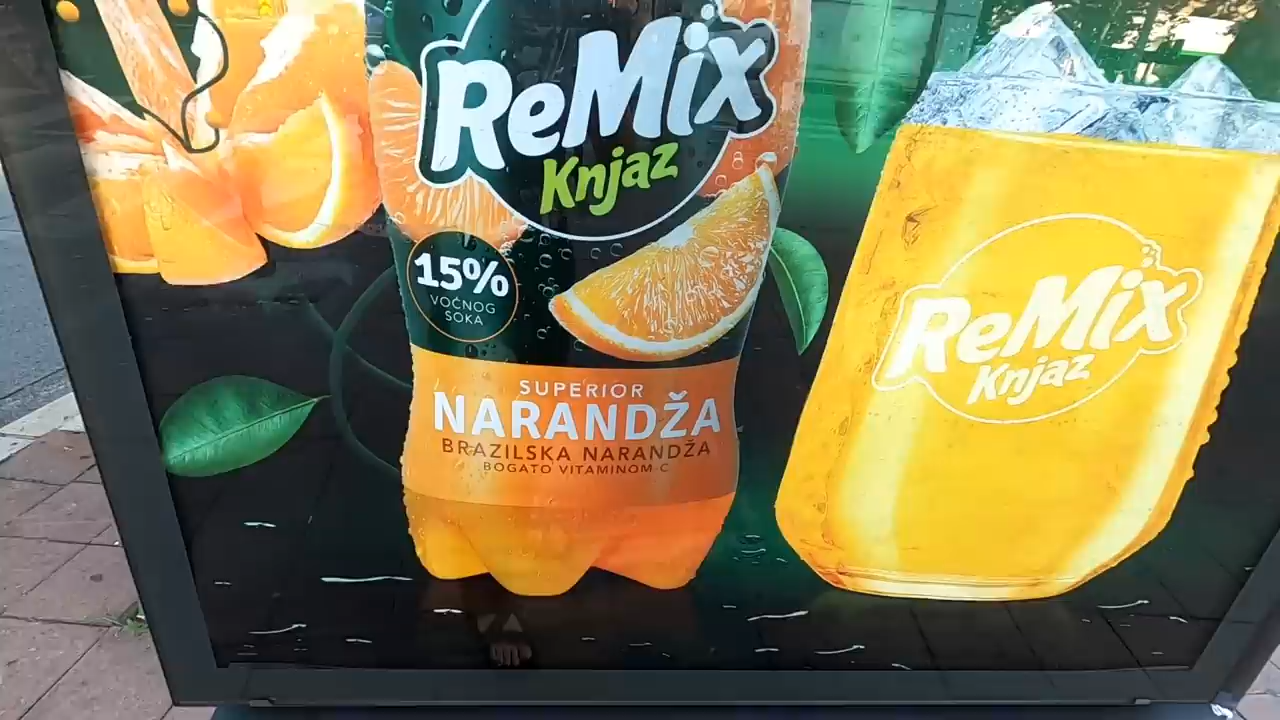 ReMix
Knjaz
15%
VOĆNOG
SOKA
SUPERIOR
NARANDŽA
BRAZILSKA NARANDŽA
BOGATO VITAMINOM C
ReMix
Knjaz